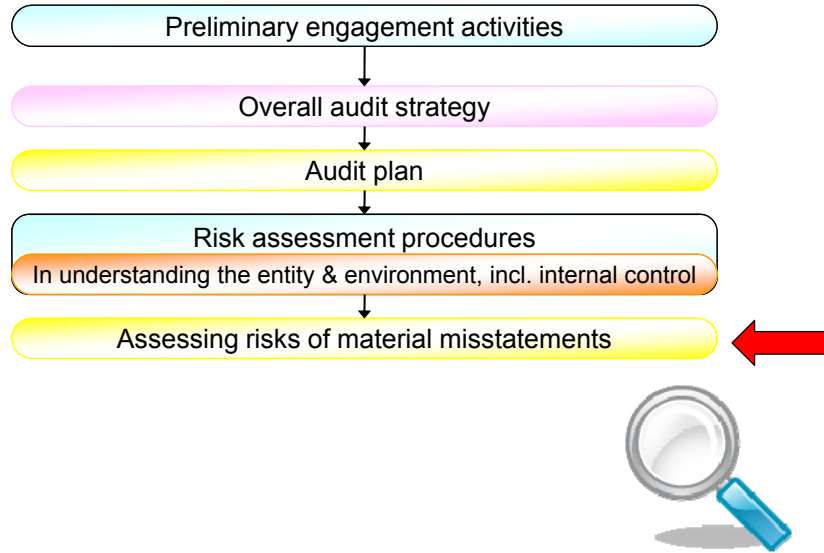 Preliminary engagement activities
Overall audit strategy
Audit plan
Risk assessment procedures
In understanding the entity & environment, incl. internal control
Assessing risks of material misstatements